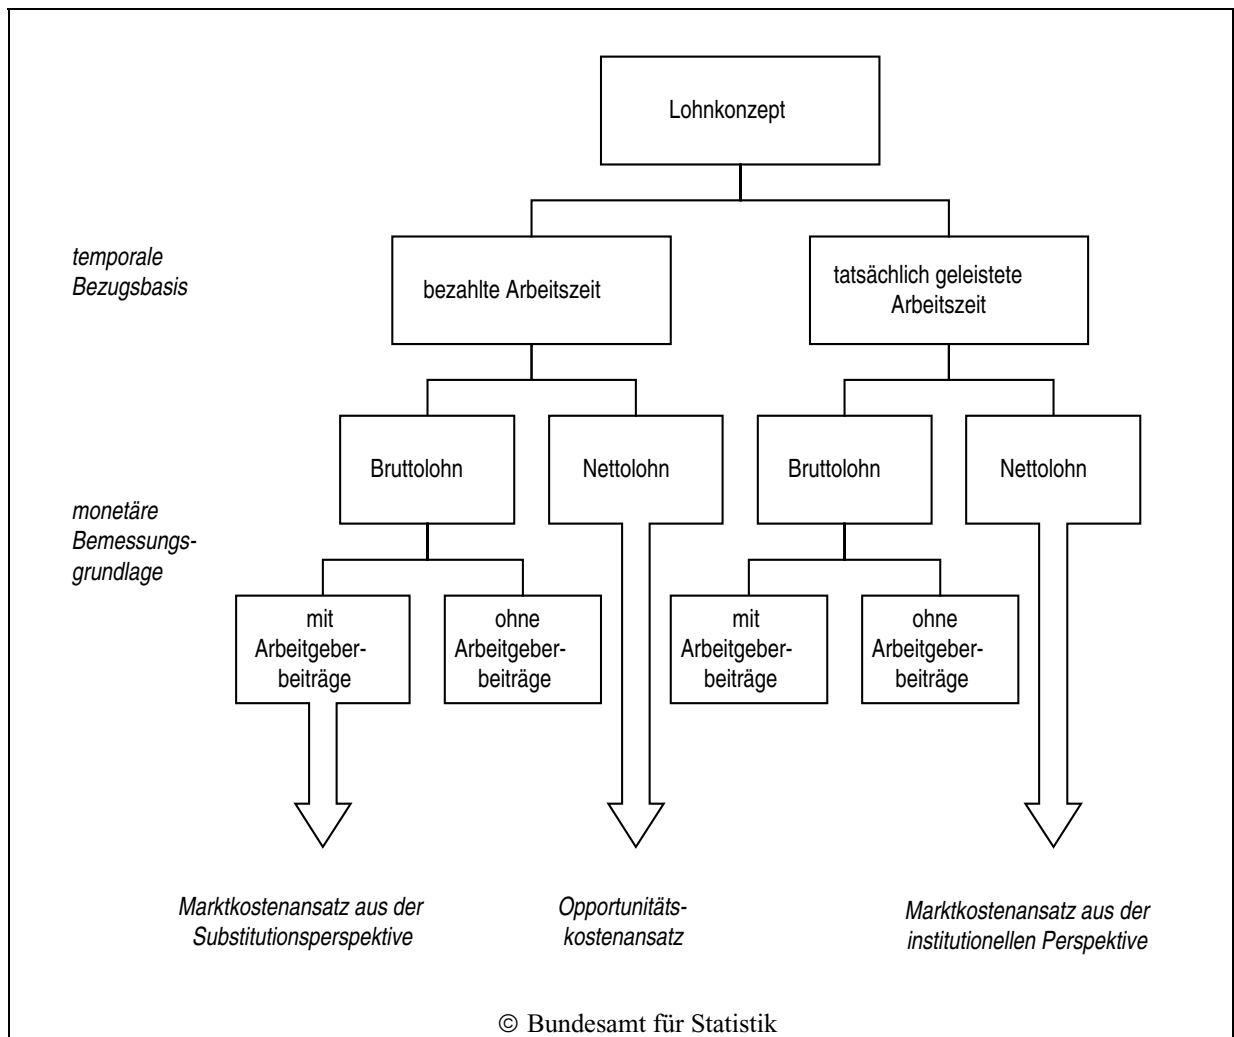 Lohnkonzept
temporale
Bezugsbasis
bezahlte Arbeitszeit
tatsächlich geleistete
Arbeitszeit
Bruttolohn
Nettolohn
Bruttolohn
Nettolohn
monetäre
Bemessungs-
grundlage
mit
Arbeitgeber-
beiträge
ohne
Arbeitgeber-
beiträge
mit
Arbeitgeber-
beiträge
ohne
Arbeitgeber-
beiträge
Marktkostenansatz aus der
Substitutionsperspektive
Opportunitäts-
kostenansatz
Marktkostenansatz aus der
institutionellen Perspektive
© Bundesamt für Statistik